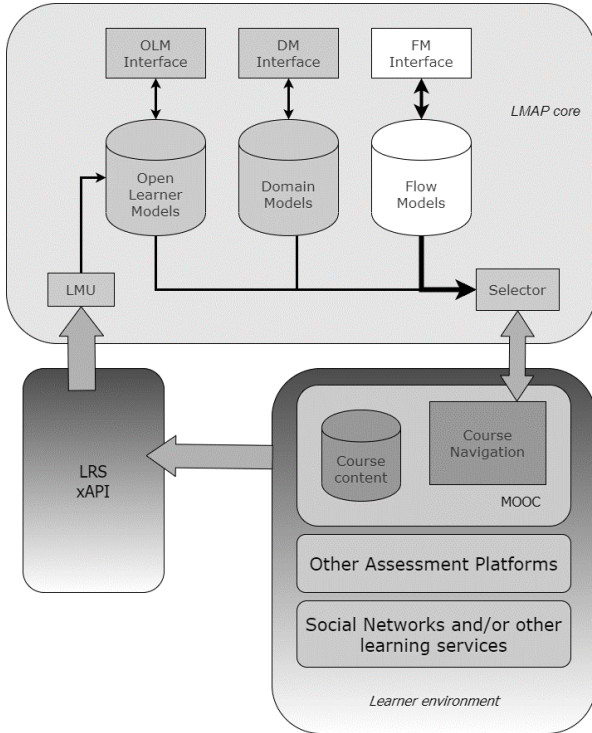 OLM
Interface
DM
Interface
FM
Interface
LMAP core
Open
Learner
Models
Domain
Models
Flow
Models
LMU
Selector
LRS
xAPI
Course
content
Course
Navigation
MOOC
Other Assessment Platforms
Social Networks and/or other
learning services
Learner environment